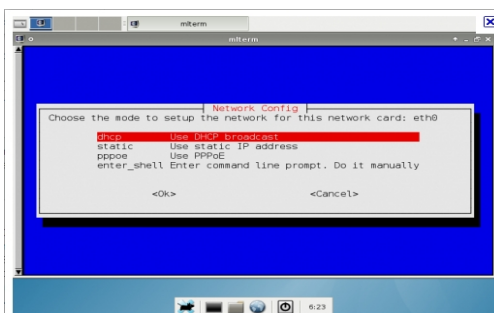 mlterm
mlterm
Network Config
Choose the mode to setup the network for this network card: eth0
dhcp Use DHCP broadcast
static Use static IP address
pppoe Use PPPoE
enter_shell Enter command line prompt. Do it manually
<Ok> <Cancel>
6:23